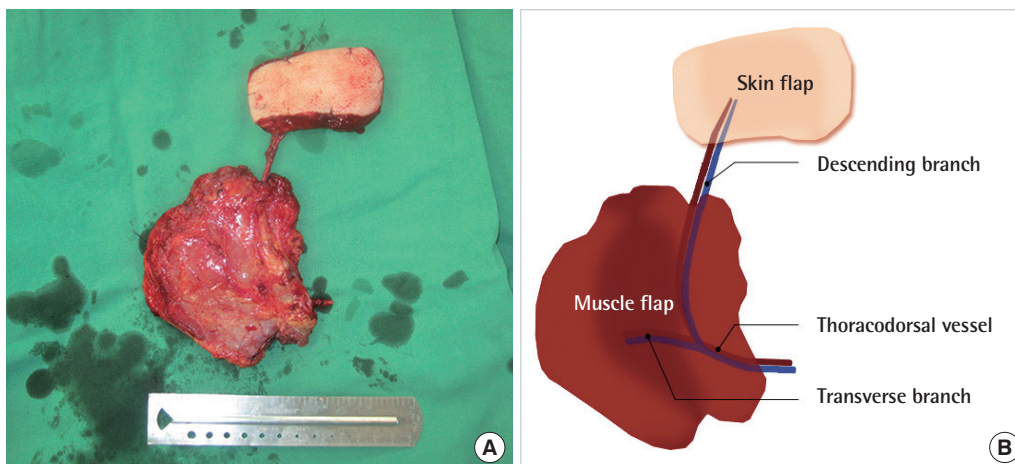 A
Skin flap
Descending branch
Muscle flap
Thoracodorsal vessel
Transverse branch
B